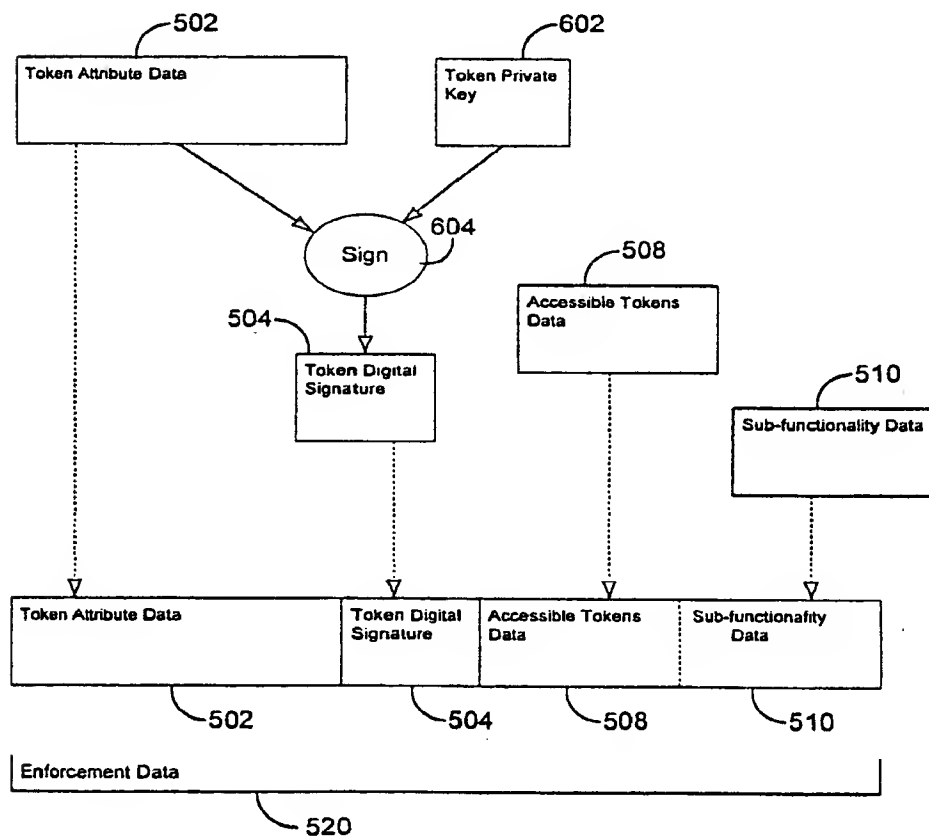 502
602
Token Attribute Data
Token Private
Key
Sign
604
508
Accessible Tokens
Data
504
Token Digital
Signature
510
Sub-functionality Data
Token Attribute Data
Token Digital
Signature
Accessible Tokens
Data
Sub-functionality
Data
502
504
508
510
Enforcement Data
520